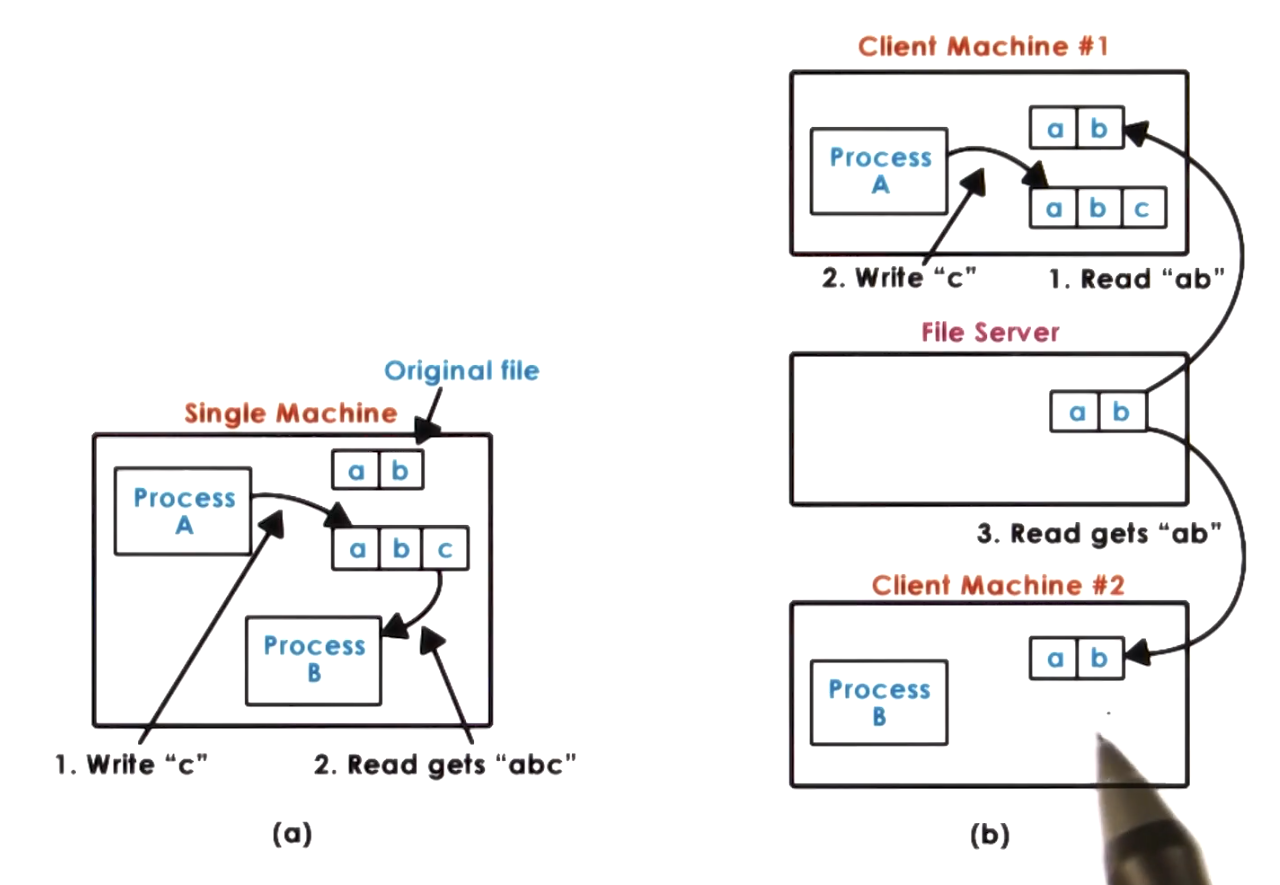 Original file
Single Machine
a b
Process
A
a b c
Process
B
1. Write “c”
2. Read gets “abc”
(a)
Client Machine #1
a b
Process
A
a b c
2. Write “c”
1. Read “ab”
File Server
a b
3. Read gets “ab”
Client Machine #2
a b
Process
B
(b)